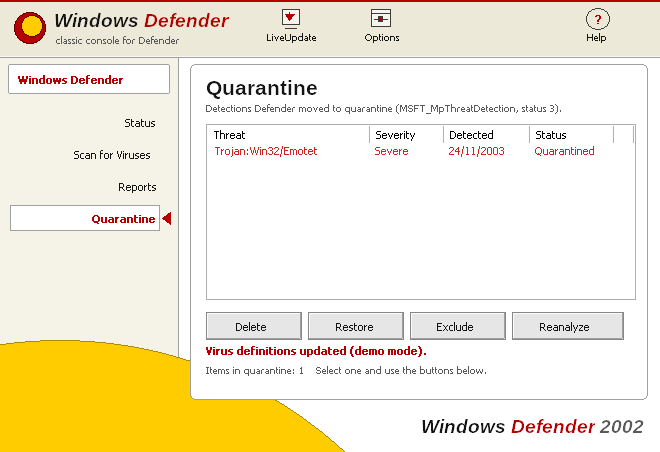 Windows Defender
classic console for Defender
LiveUpdate
Options
?
Help
Windows Defender
Status
Scan for Viruses
Reports
Quarantine
Quarantine
Detections Defender moved to quarantine (MSFT_MpThreatDetection, status 3).
Threat Severity Detected Status
Trojan:Win32/Emotet Severe 24/11/2003 Quarantined
Delete Restore Exclude Reanalyze
Virus definitions updated (demo mode).
Items in quarantine: 1 Select one and use the buttons below.
Windows Defender 2002